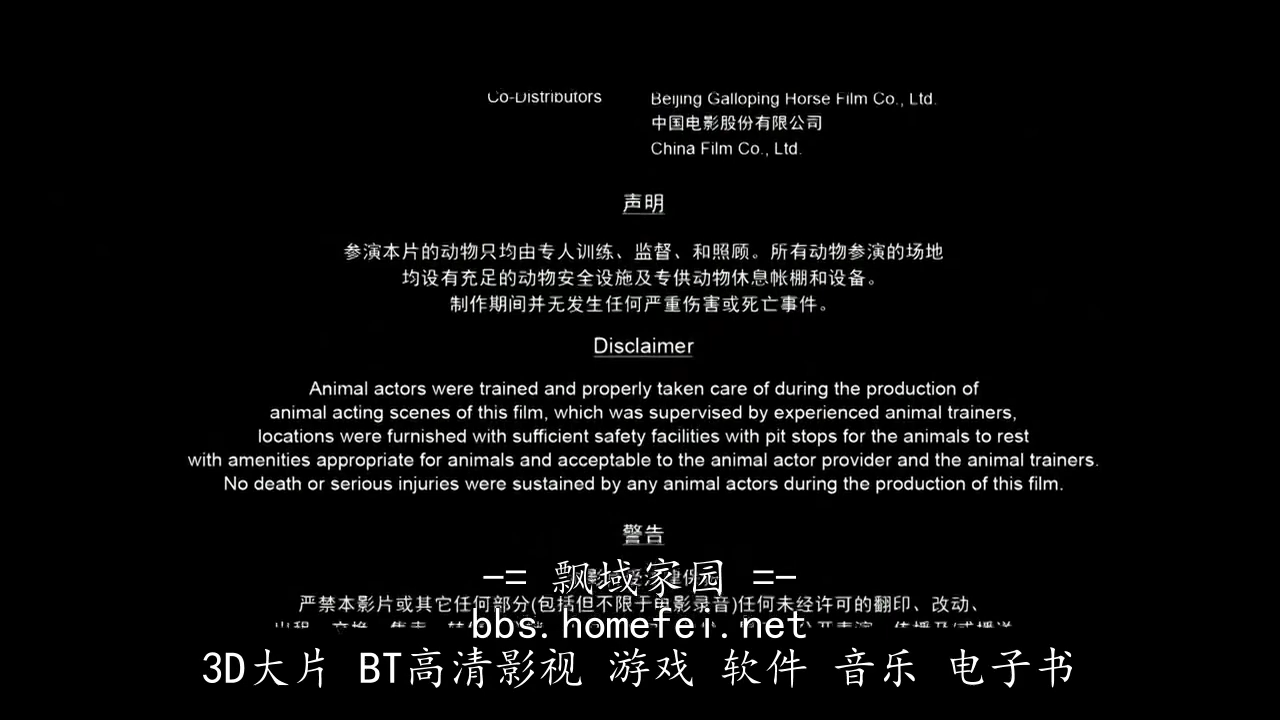 Co-Distributors Beijing Galloping Horse Film Co., Ltd.
中国电影股份有限公司
China Film Co., Ltd.
声明
参演本片的动物只均由专人训练、监督、和照顾。所有动物参演的场地
均设有充足的动物安全设施及专供动物休息帐棚和设备。
制作期间并无发生任何严重伤害或死亡事件。
Disclaimer
Animal actors were trained and properly taken care of during the production of
animal acting scenes of this film, which was supervised by experienced animal trainers,
locations were furnished with sufficient safety facilities with pit stops for the animals to rest
with amenities appropriate for animals and acceptable to the animal actor provider and the animal trainers.
No death or serious injuries were sustained by any animal actors during the production of this film.
警告
-= 飘域家园 =-
严禁本影片或其它任何部分(包括但不限于电影录音)任何未经许可的翻印、改动、
bbs.homefei.net
3D大片 BT高清影视 游戏 软件 音乐 电子书